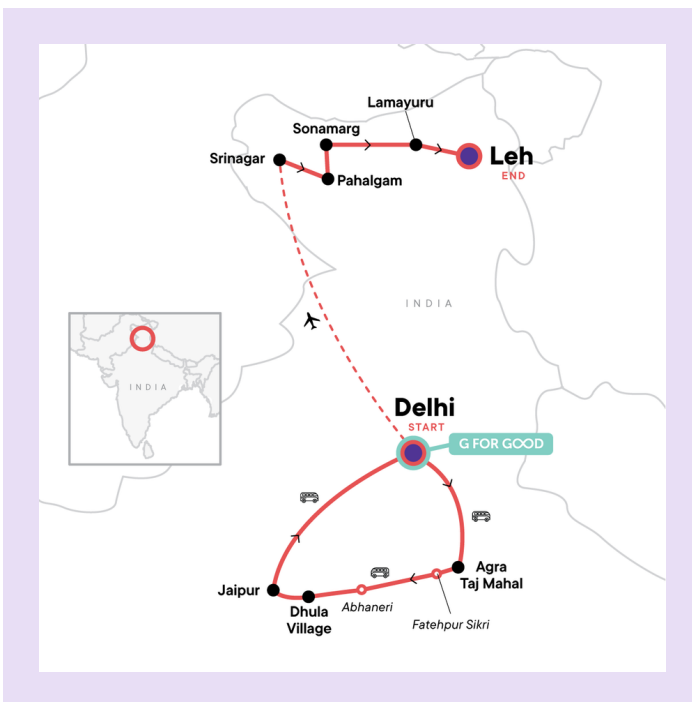 Lamayuru
Sonamarg
Srinagar
Pahalgam
Leh
END
INDIA
INDIA
Delhi
START
G FOR GOOD
Agra
Taj Mahal
Jaipur
Dhula
Village
Abhaneri
Fatehpur Sikri